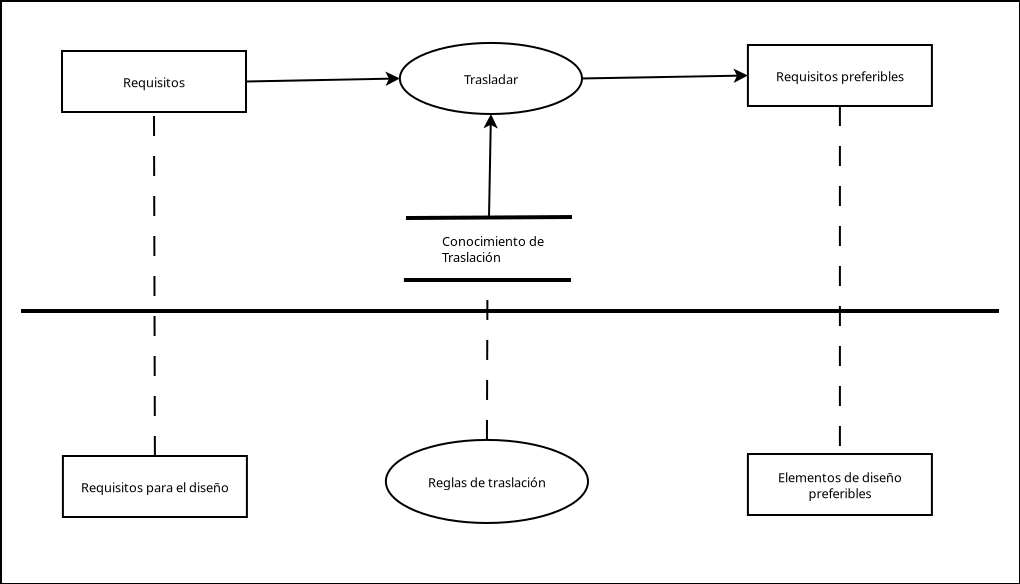 Requisitos
Trasladar
Requisitos preferibles
Conocimiento de
Traslación
Requisitos para el diseño
Reglas de traslación
Elementos de diseño
preferibles